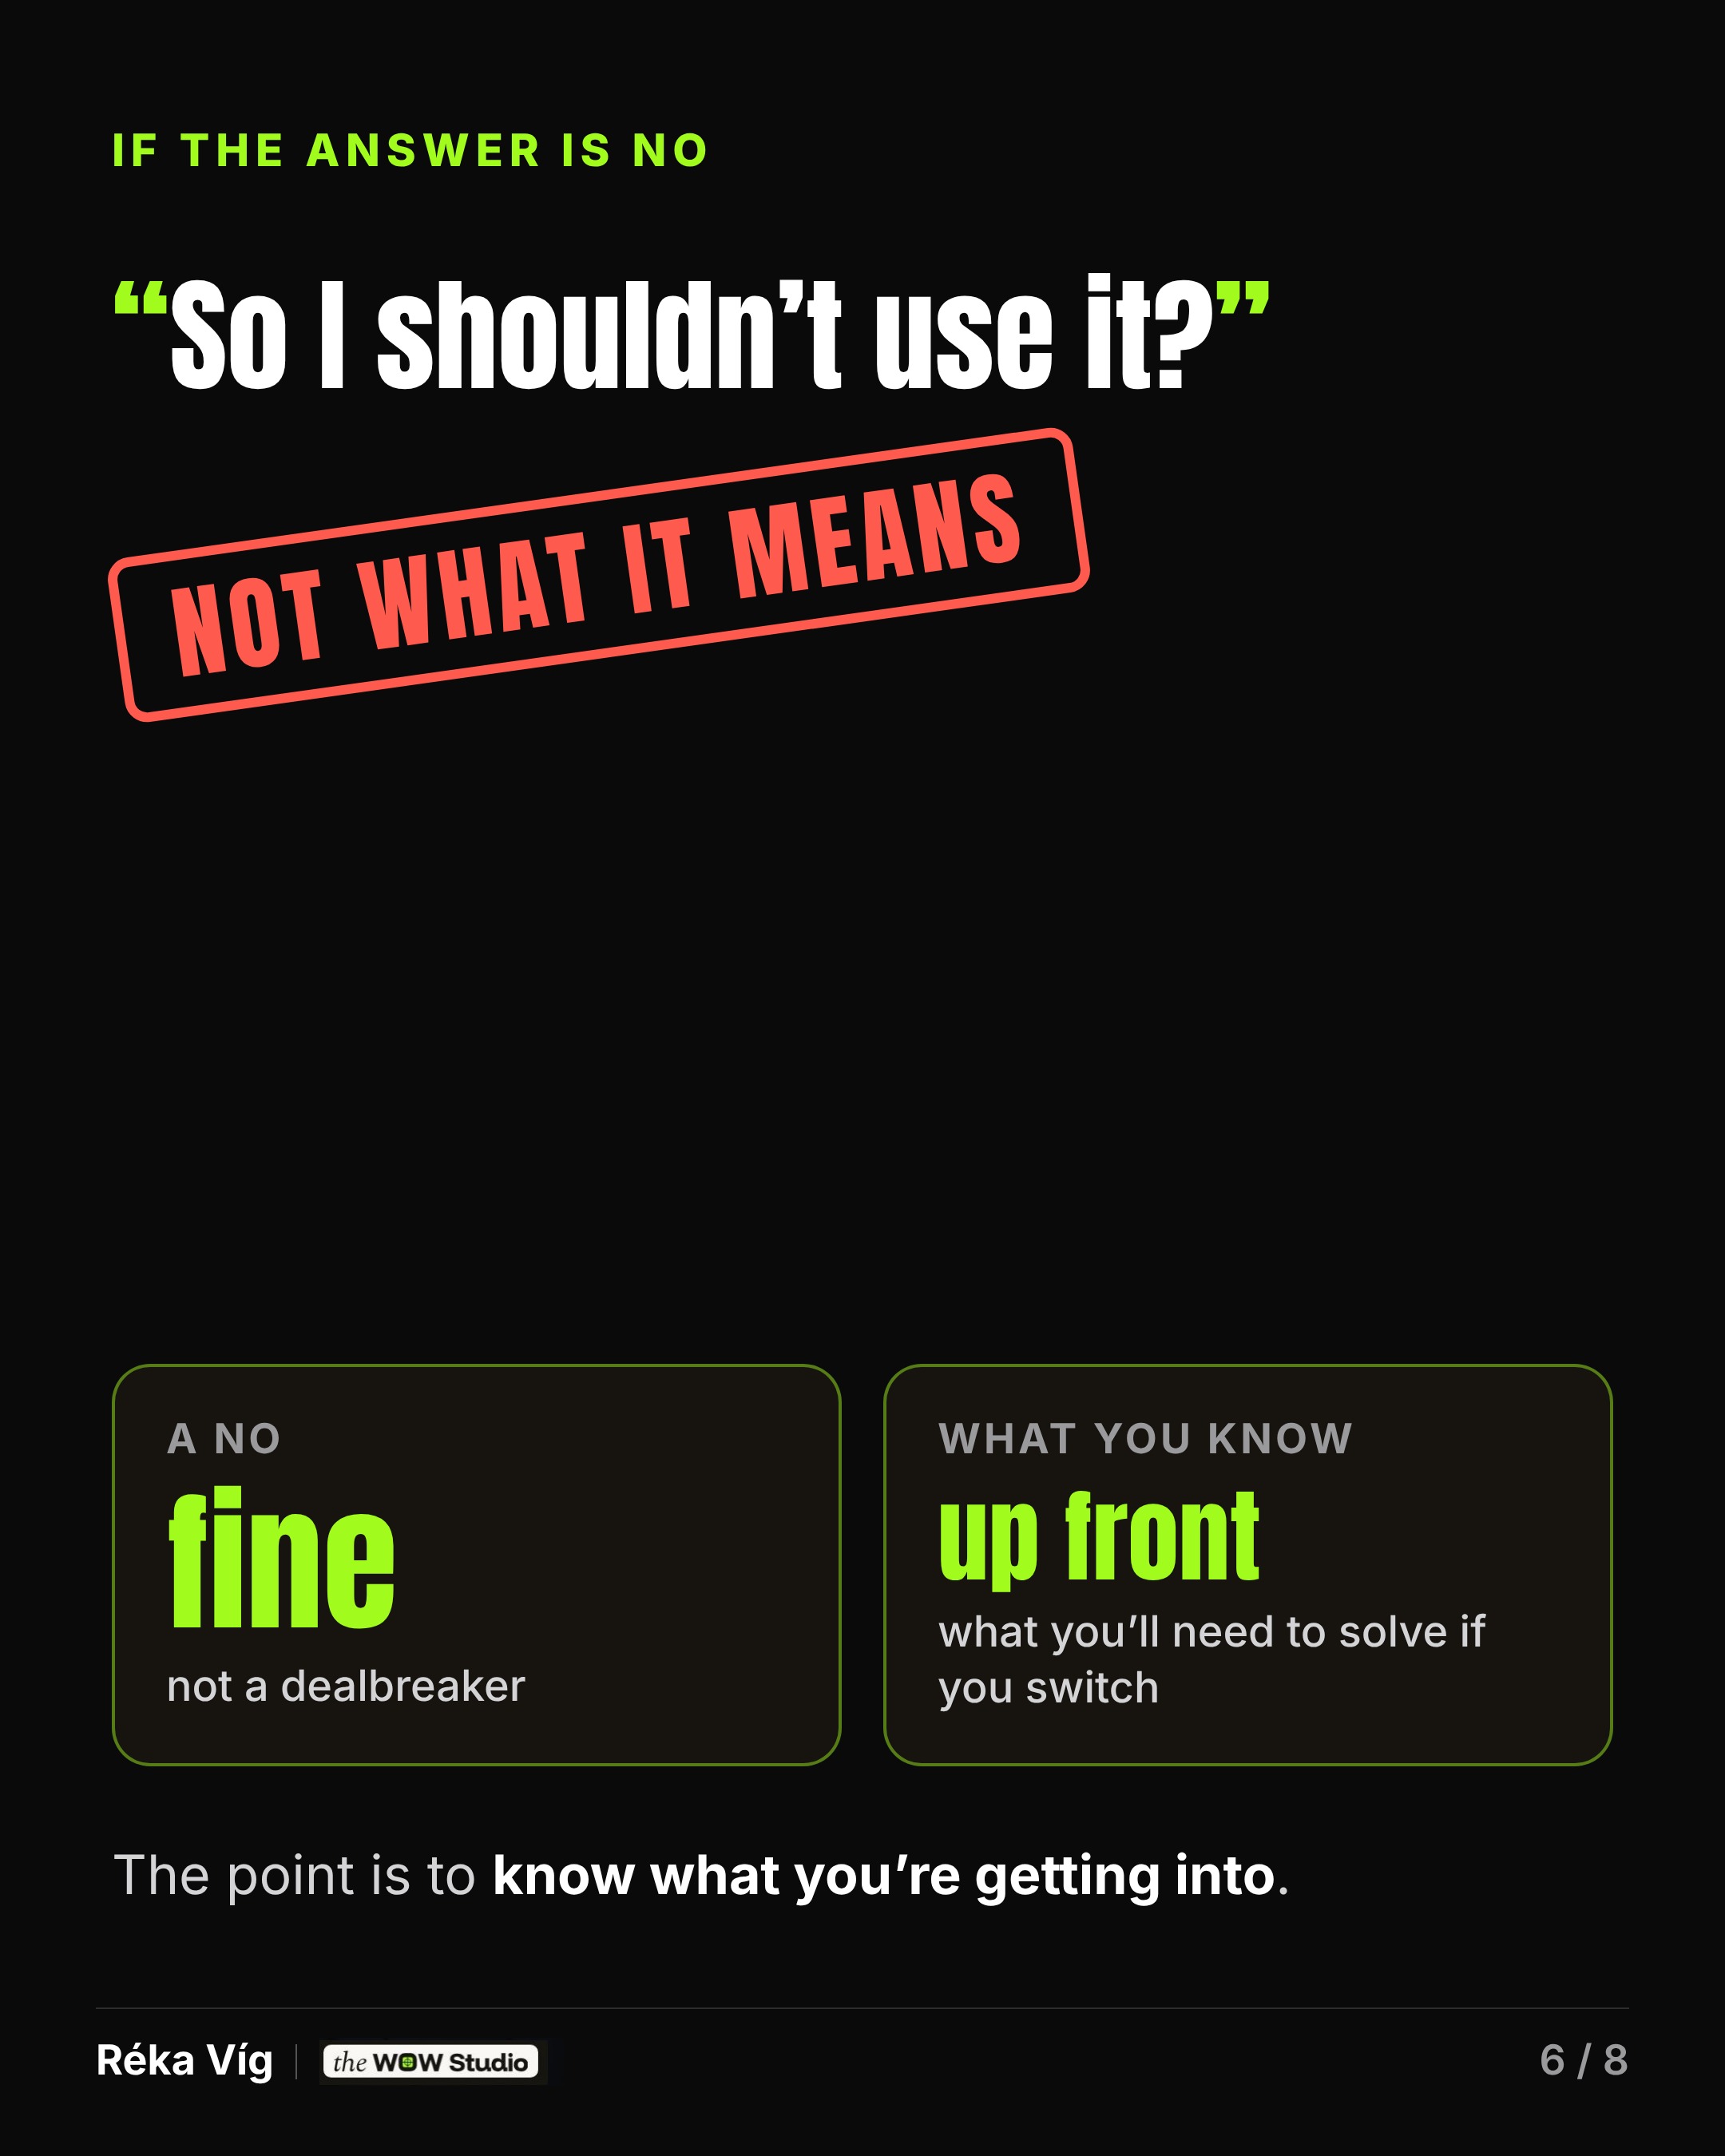 IF THE ANSWER IS NO
“So I shouldn’t use it?”
NOT WHAT IT MEANS
A NO
fine
not a dealbreaker
WHAT YOU KNOW
up front
what you’ll need to solve if
you switch
The point is to know what you’re getting into.
Réka Víg
the WOW Studio
6 / 8